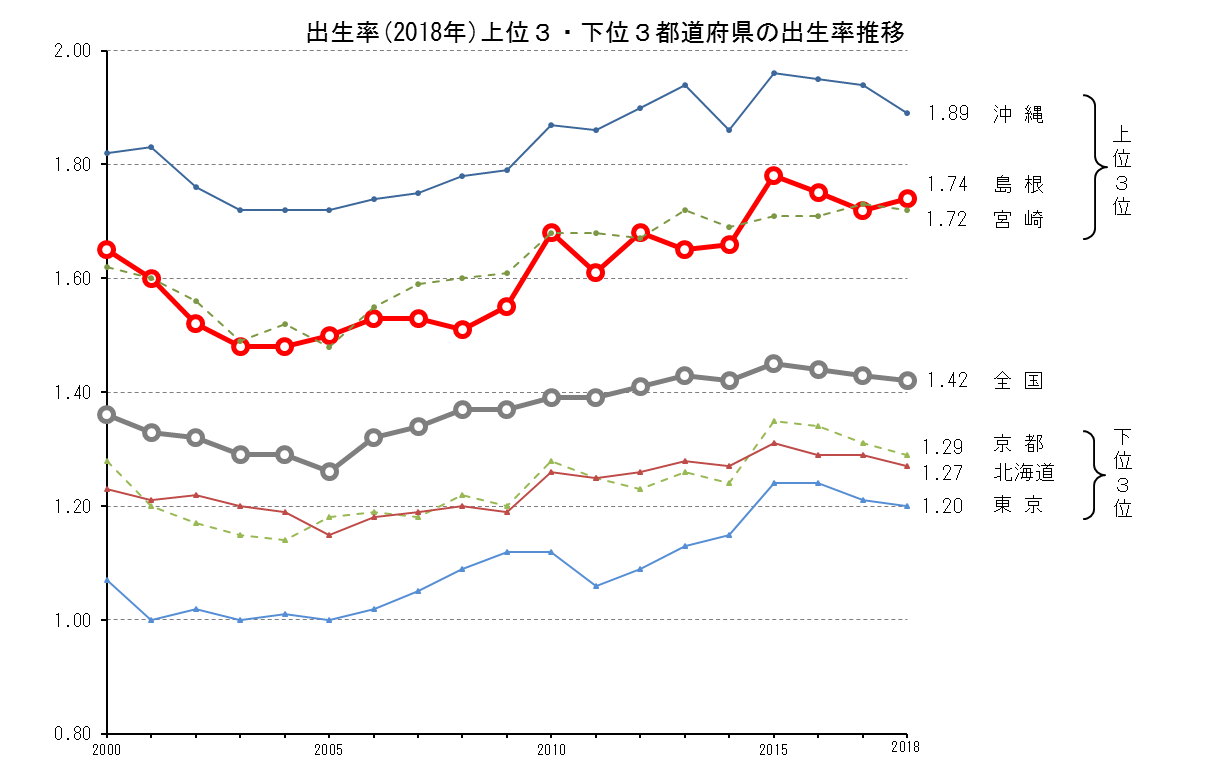 出生率(2018年)上位３・下位３都道府県の出生率推移
2.00
1.80
1.60
1.40
1.20
1.00
0.80
2000
2005
2010
2015
2018
1.89 沖 縄
1.74 島 根
1.72 宮 崎
1.42 全 国
1.29 京 都
1.27 北海道
1.20 東 京
上位３位
下位３位